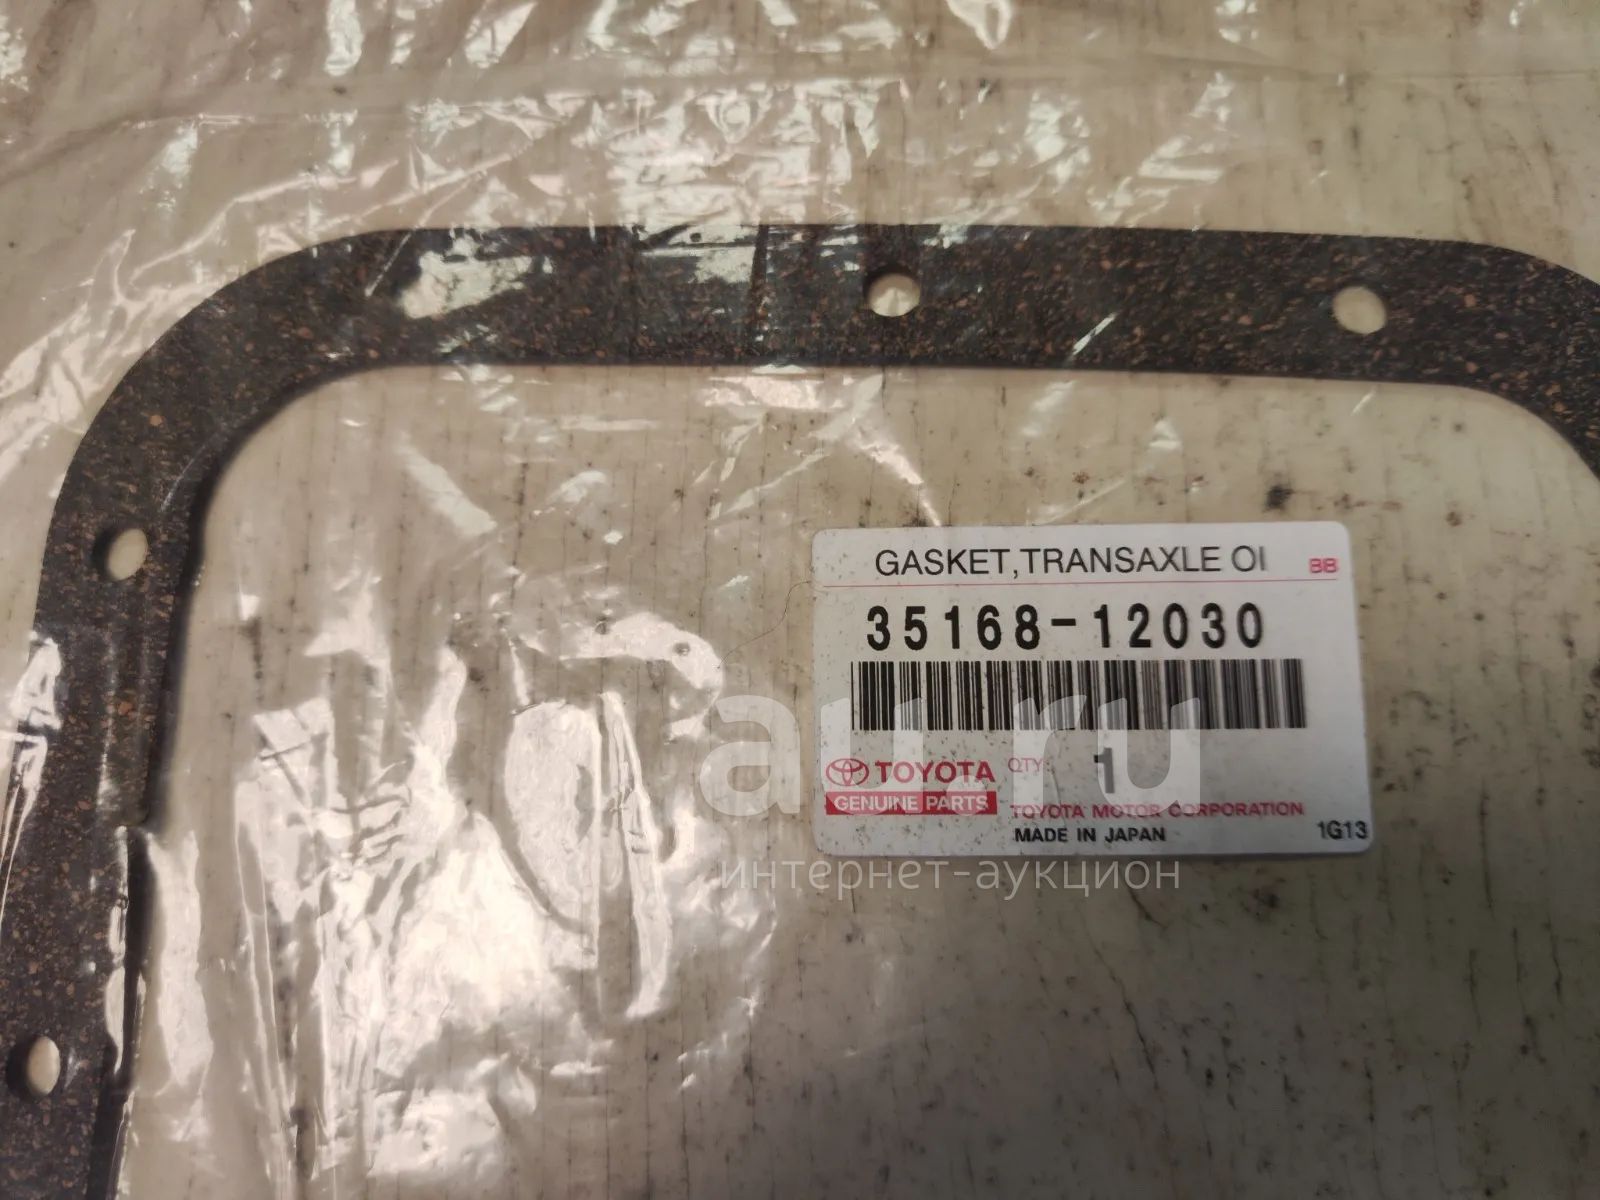 GASKET,TRANSAXLE OI BB
35168-12030
TOYOTA QTY: 1
GENUINE PARTS TOYOTA MOTOR CORPORATION
MADE IN JAPAN 1G13
au.ru
интернет-аукцион